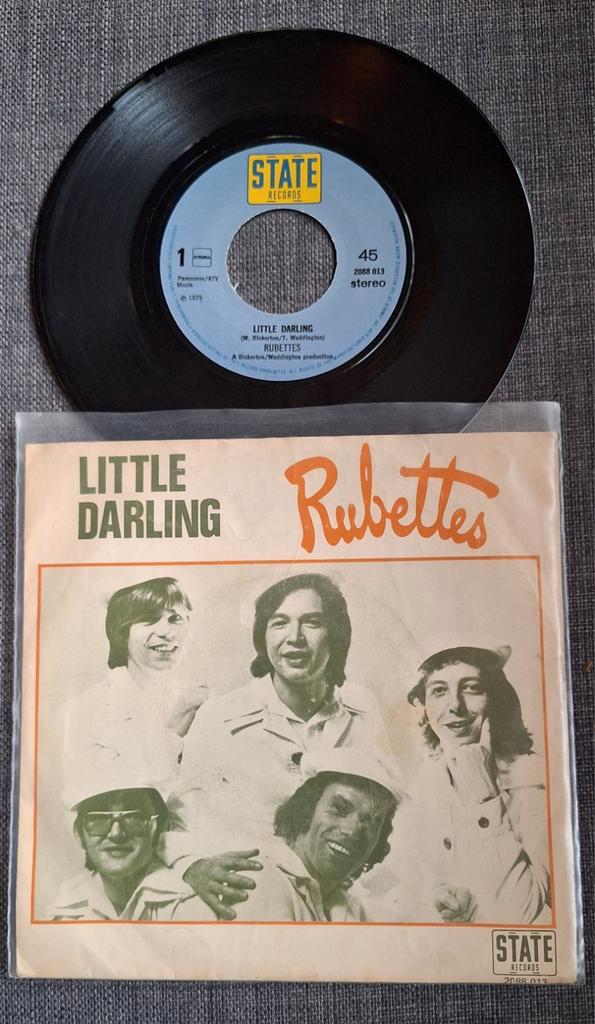 STATE
RECORDS
1
STEMRA
Pamscene/ATV
Music
℗ 1975
45
2088 013
stereo
LITTLE DARLING
(W. Bickerton/T. Waddington)
RUBETTES
A Bickerton/Waddington production
LITTLE
DARLING
Rubettes
STATE
RECORDS
2088 013